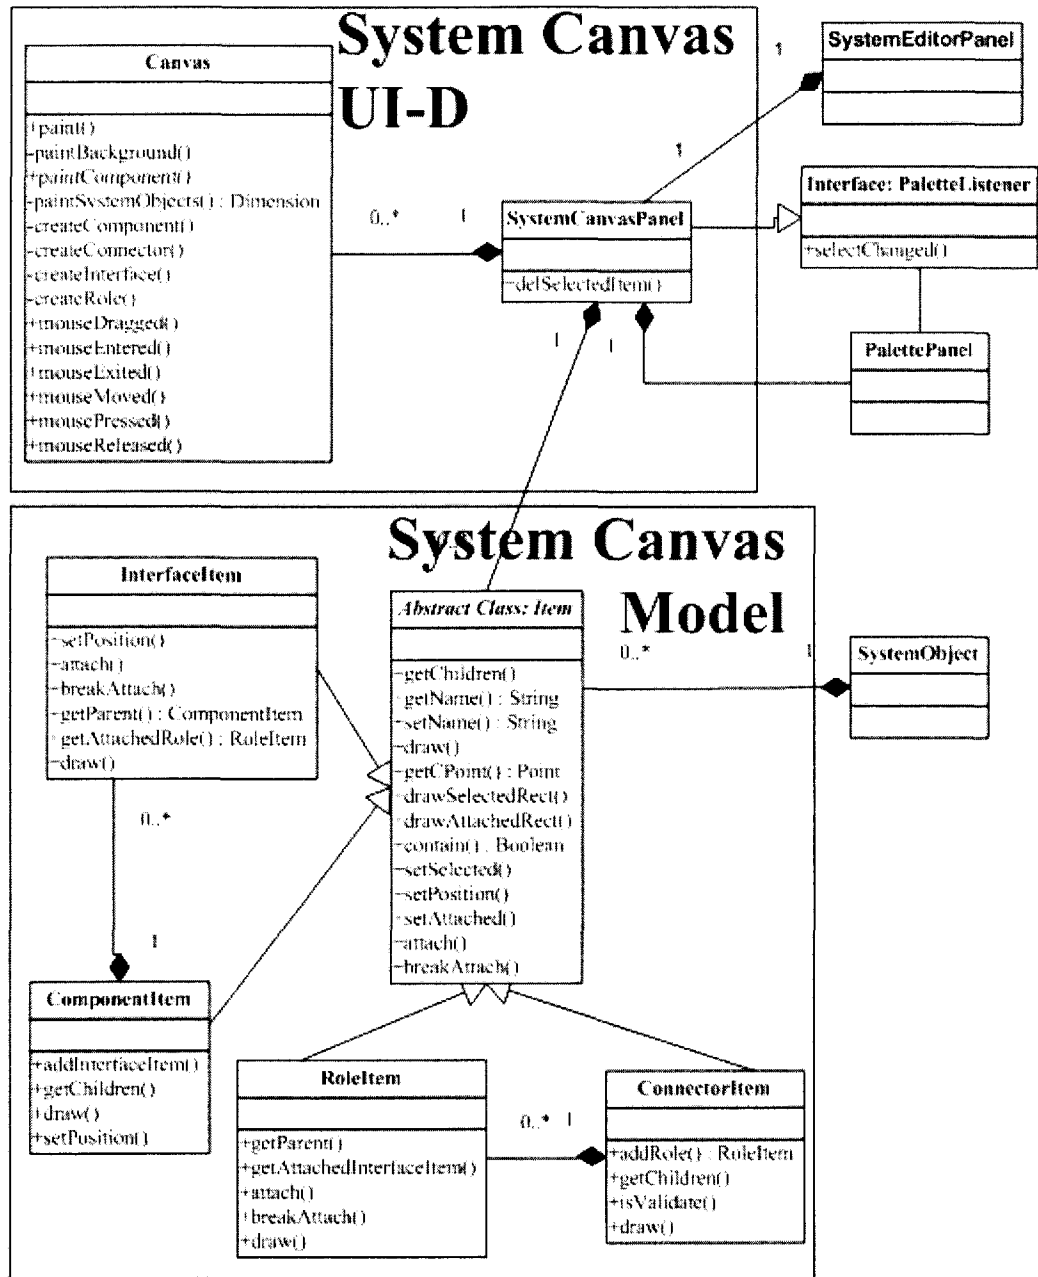 System Canvas
UI-D
Canvas
+paint()
-paintBackground()
+paintComponent()
-paintSystemObjects() : Dimension
-createComponent()
-createConnector()
-createInterface()
-createRole()
+mouseDragged()
+mouseEntered()
+mouseExited()
+mouseMoved()
+mousePressed()
+mouseReleased()
0..*
1
SystemCanvasPanel
+delSelectedItem()
1
1
SystemEditorPanel
1
1
Interface: PaletteListener
+selectChanged()
PalettePanel
System Canvas
Model
InterfaceItem
+setPosition()
+attach()
+breakAttach()
+getParent() : ComponentItem
+getAttachedRole() : RoleItem
+draw()
0..*
1
ComponentItem
+addInterfaceItem()
+getChildren()
+draw()
+setPosition()
Abstract Class: Item
+getChildren()
+getName() : String
+setName() : String
+draw()
+getCPoint() : Point
+drawSelectedRect()
+drawAttachedRect()
+contain() : Boolean
+setSelected()
+setPosition()
+setAttached()
+attach()
+breakAttach()
0..*
1
SystemObject
RoleItem
+getParent()
+getAttachedInterfaceItem()
+attach()
+breakAttach()
+draw()
0..*
1
ConnectorItem
+addRole() : RoleItem
+getChildren()
+isValidate()
+draw()